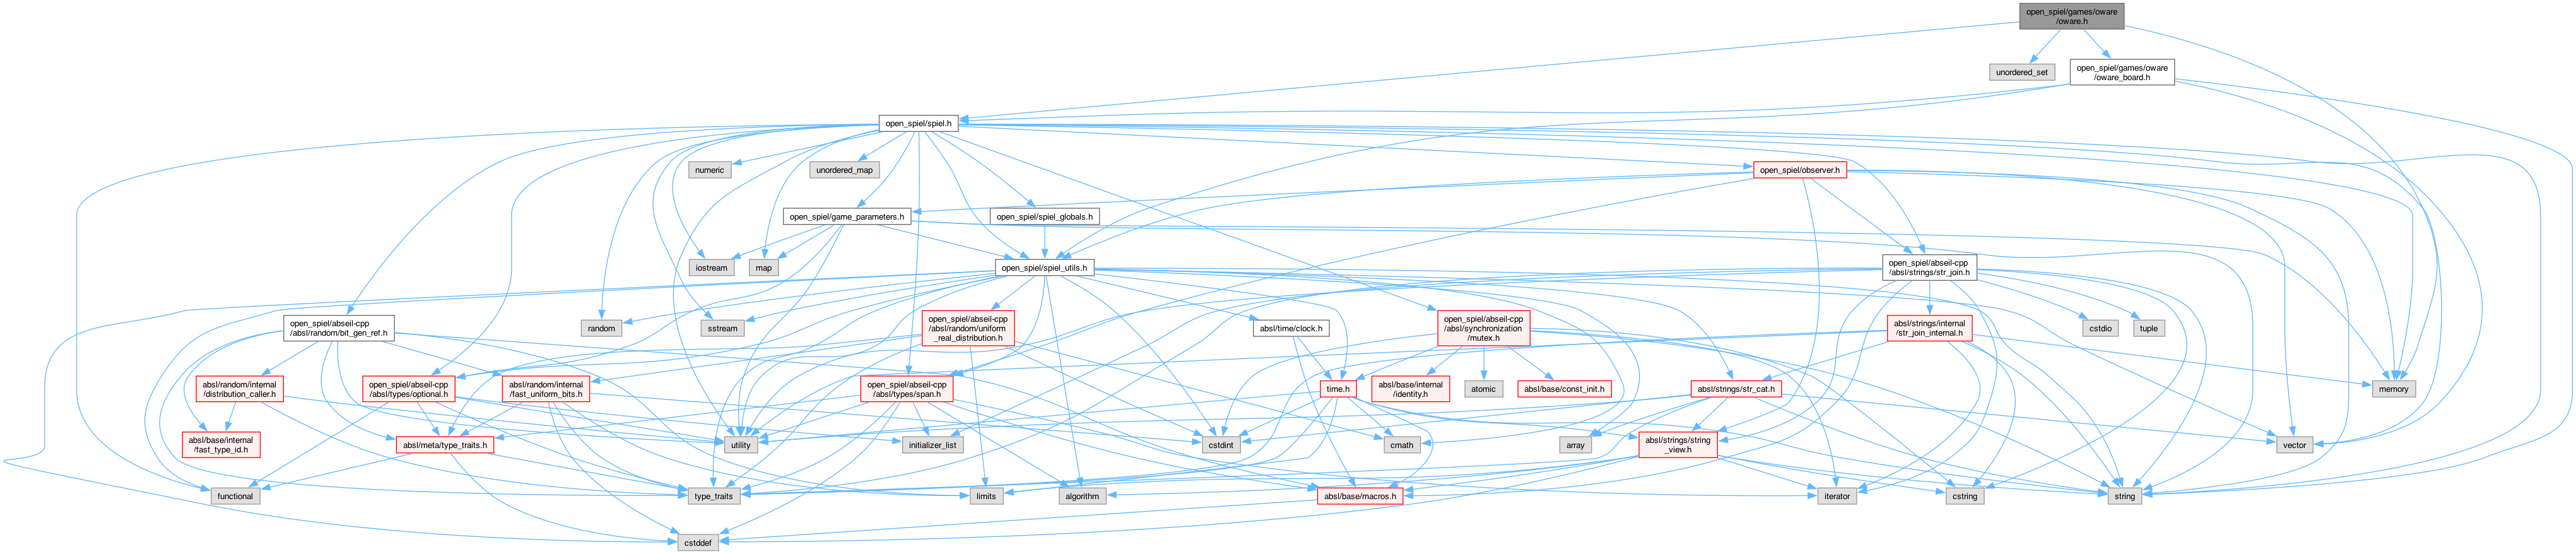 open_spiel/games/oware
/oware.h
unordered_set
open_spiel/games/oware
/oware_board.h
open_spiel/spiel.h
numeric
unordered_map
open_spiel/observer.h
open_spiel/game_parameters.h
open_spiel/spiel_globals.h
iostream
map
open_spiel/spiel_utils.h
open_spiel/abseil-cpp
/absl/strings/str_join.h
open_spiel/abseil-cpp
/absl/random/bit_gen_ref.h
random
sstream
open_spiel/abseil-cpp
/absl/random/uniform
_real_distribution.h
absl/time/clock.h
open_spiel/abseil-cpp
/absl/synchronization
/mutex.h
absl/strings/internal
/str_join_internal.h
cstdio
tuple
absl/random/internal
/distribution_caller.h
open_spiel/abseil-cpp
/absl/types/optional.h
absl/random/internal
/fast_uniform_bits.h
open_spiel/abseil-cpp
/absl/types/span.h
time.h
absl/base/internal
/identity.h
atomic
absl/base/const_init.h
absl/strings/str_cat.h
memory
absl/base/internal
/fast_type_id.h
absl/meta/type_traits.h
utility
initializer_list
cstdint
cmath
array
absl/strings/string
_view.h
vector
functional
type_traits
limits
algorithm
absl/base/macros.h
iterator
cstring
string
cstddef